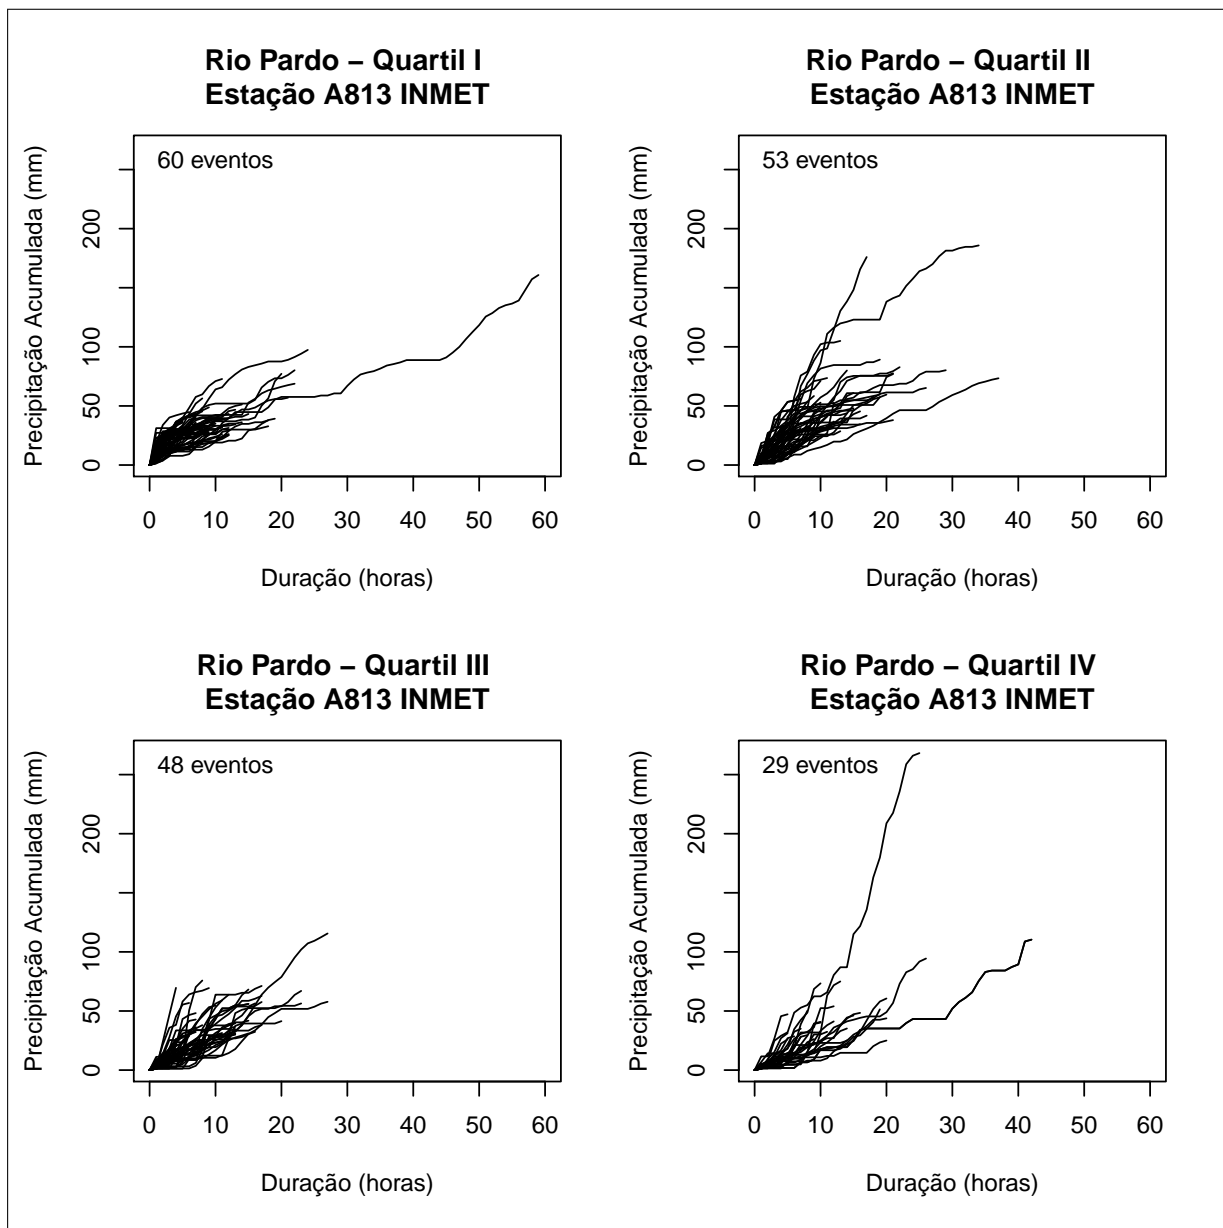 Rio Pardo – Quartil I
Estação A813 INMET
60 eventos
Precipitação Acumulada (mm)
200
100
50
0
0 10 20 30 40 50 60
Duração (horas)
Rio Pardo – Quartil II
Estação A813 INMET
53 eventos
Precipitação Acumulada (mm)
200
100
50
0
0 10 20 30 40 50 60
Duração (horas)
Rio Pardo – Quartil III
Estação A813 INMET
48 eventos
Precipitação Acumulada (mm)
200
100
50
0
0 10 20 30 40 50 60
Duração (horas)
Rio Pardo – Quartil IV
Estação A813 INMET
29 eventos
Precipitação Acumulada (mm)
200
100
50
0
0 10 20 30 40 50 60
Duração (horas)